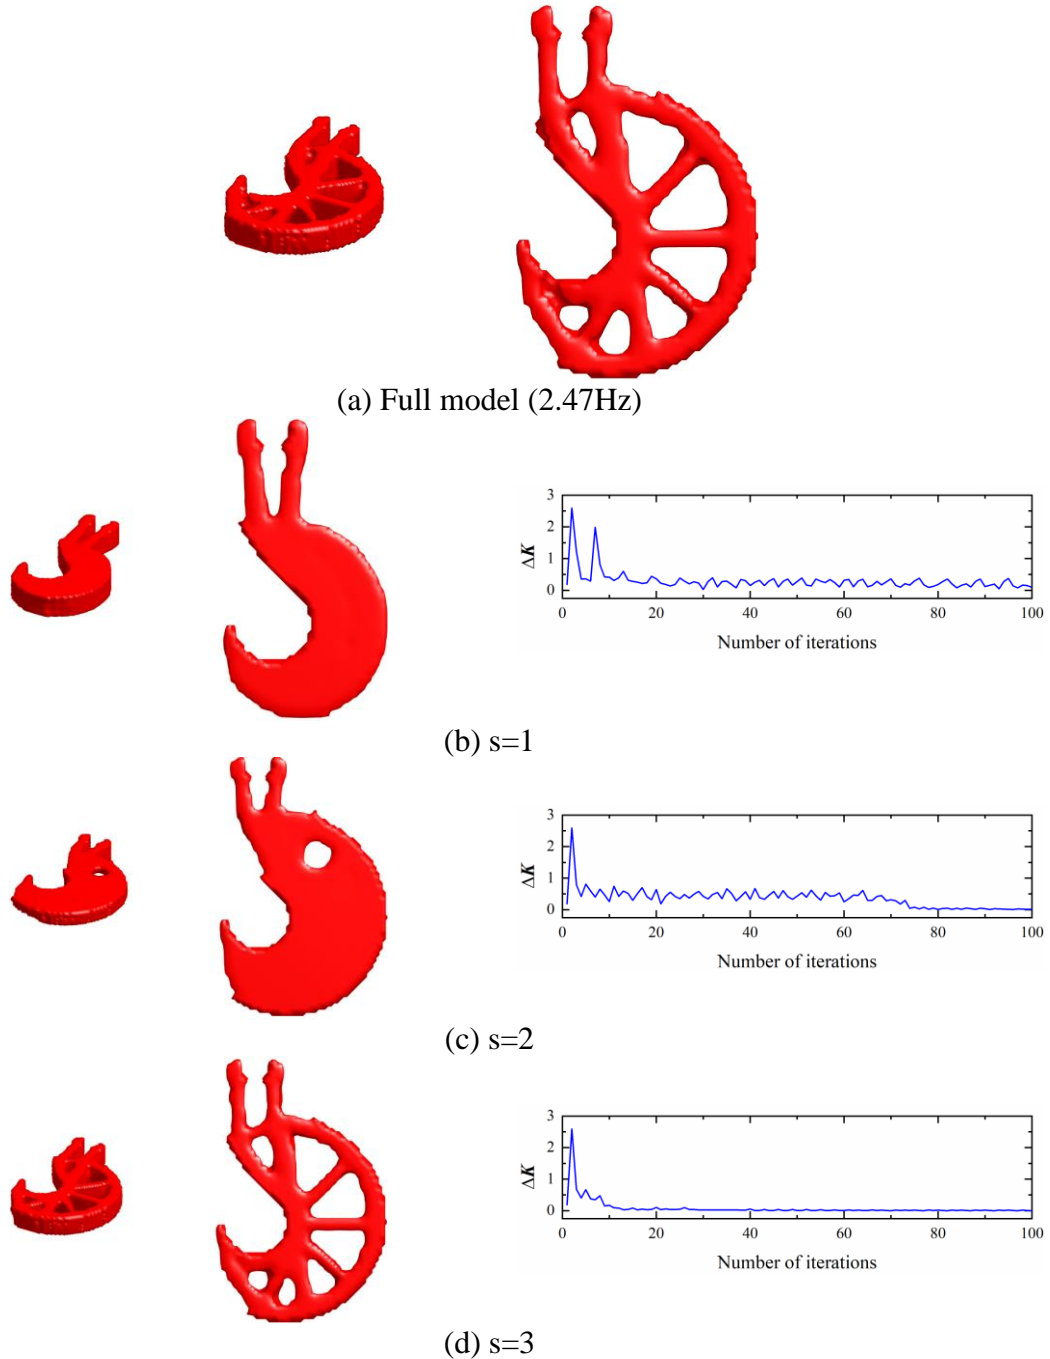 (a) Full model (2.47Hz)
3
2
1
0
ΔK
0 20 40 60 80 100
Number of iterations
(b) s=1
3
2
1
0
ΔK
0 20 40 60 80 100
Number of iterations
(c) s=2
3
2
1
0
ΔK
0 20 40 60 80 100
Number of iterations
(d) s=3